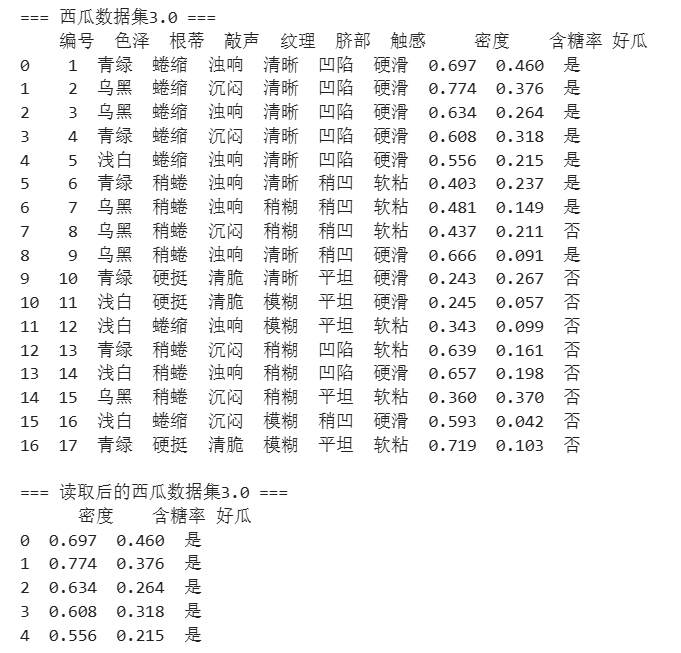 === 西瓜数据集3.0 ===
编号 色泽 根蒂 敲声 纹理 脐部 触感 密度 含糖率 好瓜
0 1 青绿 蜷缩 浊响 清晰 凹陷 硬滑 0.697 0.460 是
1 2 乌黑 蜷缩 沉闷 清晰 凹陷 硬滑 0.774 0.376 是
2 3 乌黑 蜷缩 浊响 清晰 凹陷 硬滑 0.634 0.264 是
3 4 青绿 蜷缩 沉闷 清晰 凹陷 硬滑 0.608 0.318 是
4 5 浅白 蜷缩 浊响 清晰 凹陷 硬滑 0.556 0.215 是
5 6 青绿 稍蜷 浊响 清晰 稍凹 软粘 0.403 0.237 是
6 7 乌黑 稍蜷 浊响 稍糊 稍凹 软粘 0.481 0.149 是
7 8 乌黑 稍蜷 沉闷 稍糊 稍凹 软粘 0.437 0.211 否
8 9 乌黑 稍蜷 浊响 清晰 稍凹 硬滑 0.666 0.091 是
9 10 青绿 硬挺 清脆 清晰 平坦 硬滑 0.243 0.267 否
10 11 浅白 硬挺 清脆 模糊 平坦 硬滑 0.245 0.057 否
11 12 浅白 蜷缩 浊响 模糊 平坦 软粘 0.343 0.099 否
12 13 青绿 稍蜷 沉闷 稍糊 凹陷 软粘 0.639 0.161 否
13 14 浅白 稍蜷 浊响 稍糊 凹陷 硬滑 0.657 0.198 否
14 15 乌黑 稍蜷 沉闷 稍糊 平坦 软粘 0.360 0.370 否
15 16 浅白 蜷缩 沉闷 模糊 稍凹 硬滑 0.593 0.042 否
16 17 青绿 硬挺 清脆 模糊 平坦 软粘 0.719 0.103 否
=== 读取后的西瓜数据集3.0 ===
密度 含糖率 好瓜
0 0.697 0.460 是
1 0.774 0.376 是
2 0.634 0.264 是
3 0.608 0.318 是
4 0.556 0.215 是